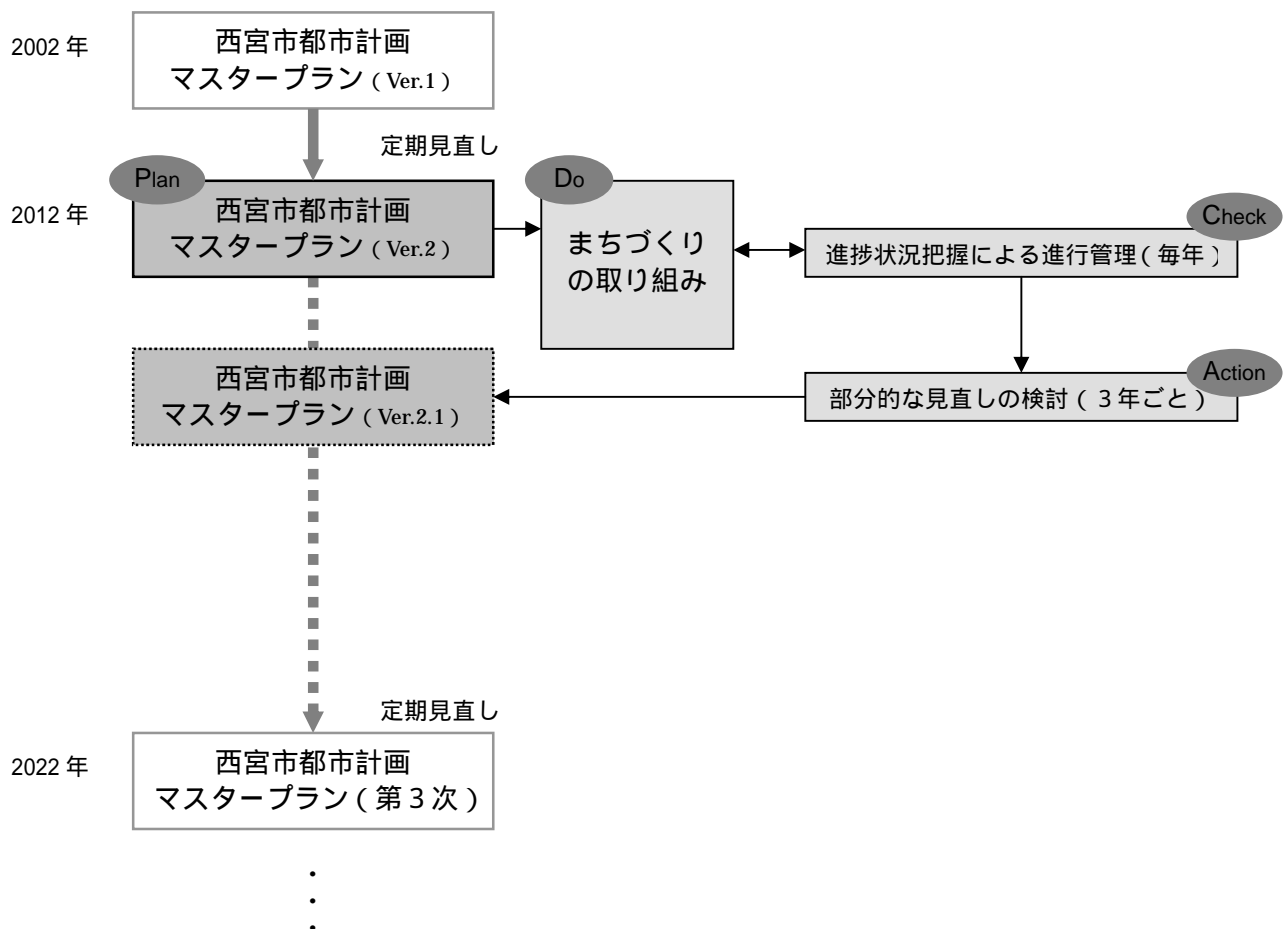 2002 年
西宮市都市計画
マスタープラン（Ver.1）
定期見直し
Plan
2012 年
西宮市都市計画
マスタープラン（Ver.2）
Do
まちづくり
の取り組み
Check
進捗状況把握による進行管理（毎年）
Action
部分的な見直しの検討（３年ごと）
西宮市都市計画
マスタープラン（Ver.2.1）
定期見直し
2022 年
西宮市都市計画
マスタープラン（第３次）
・
・
・